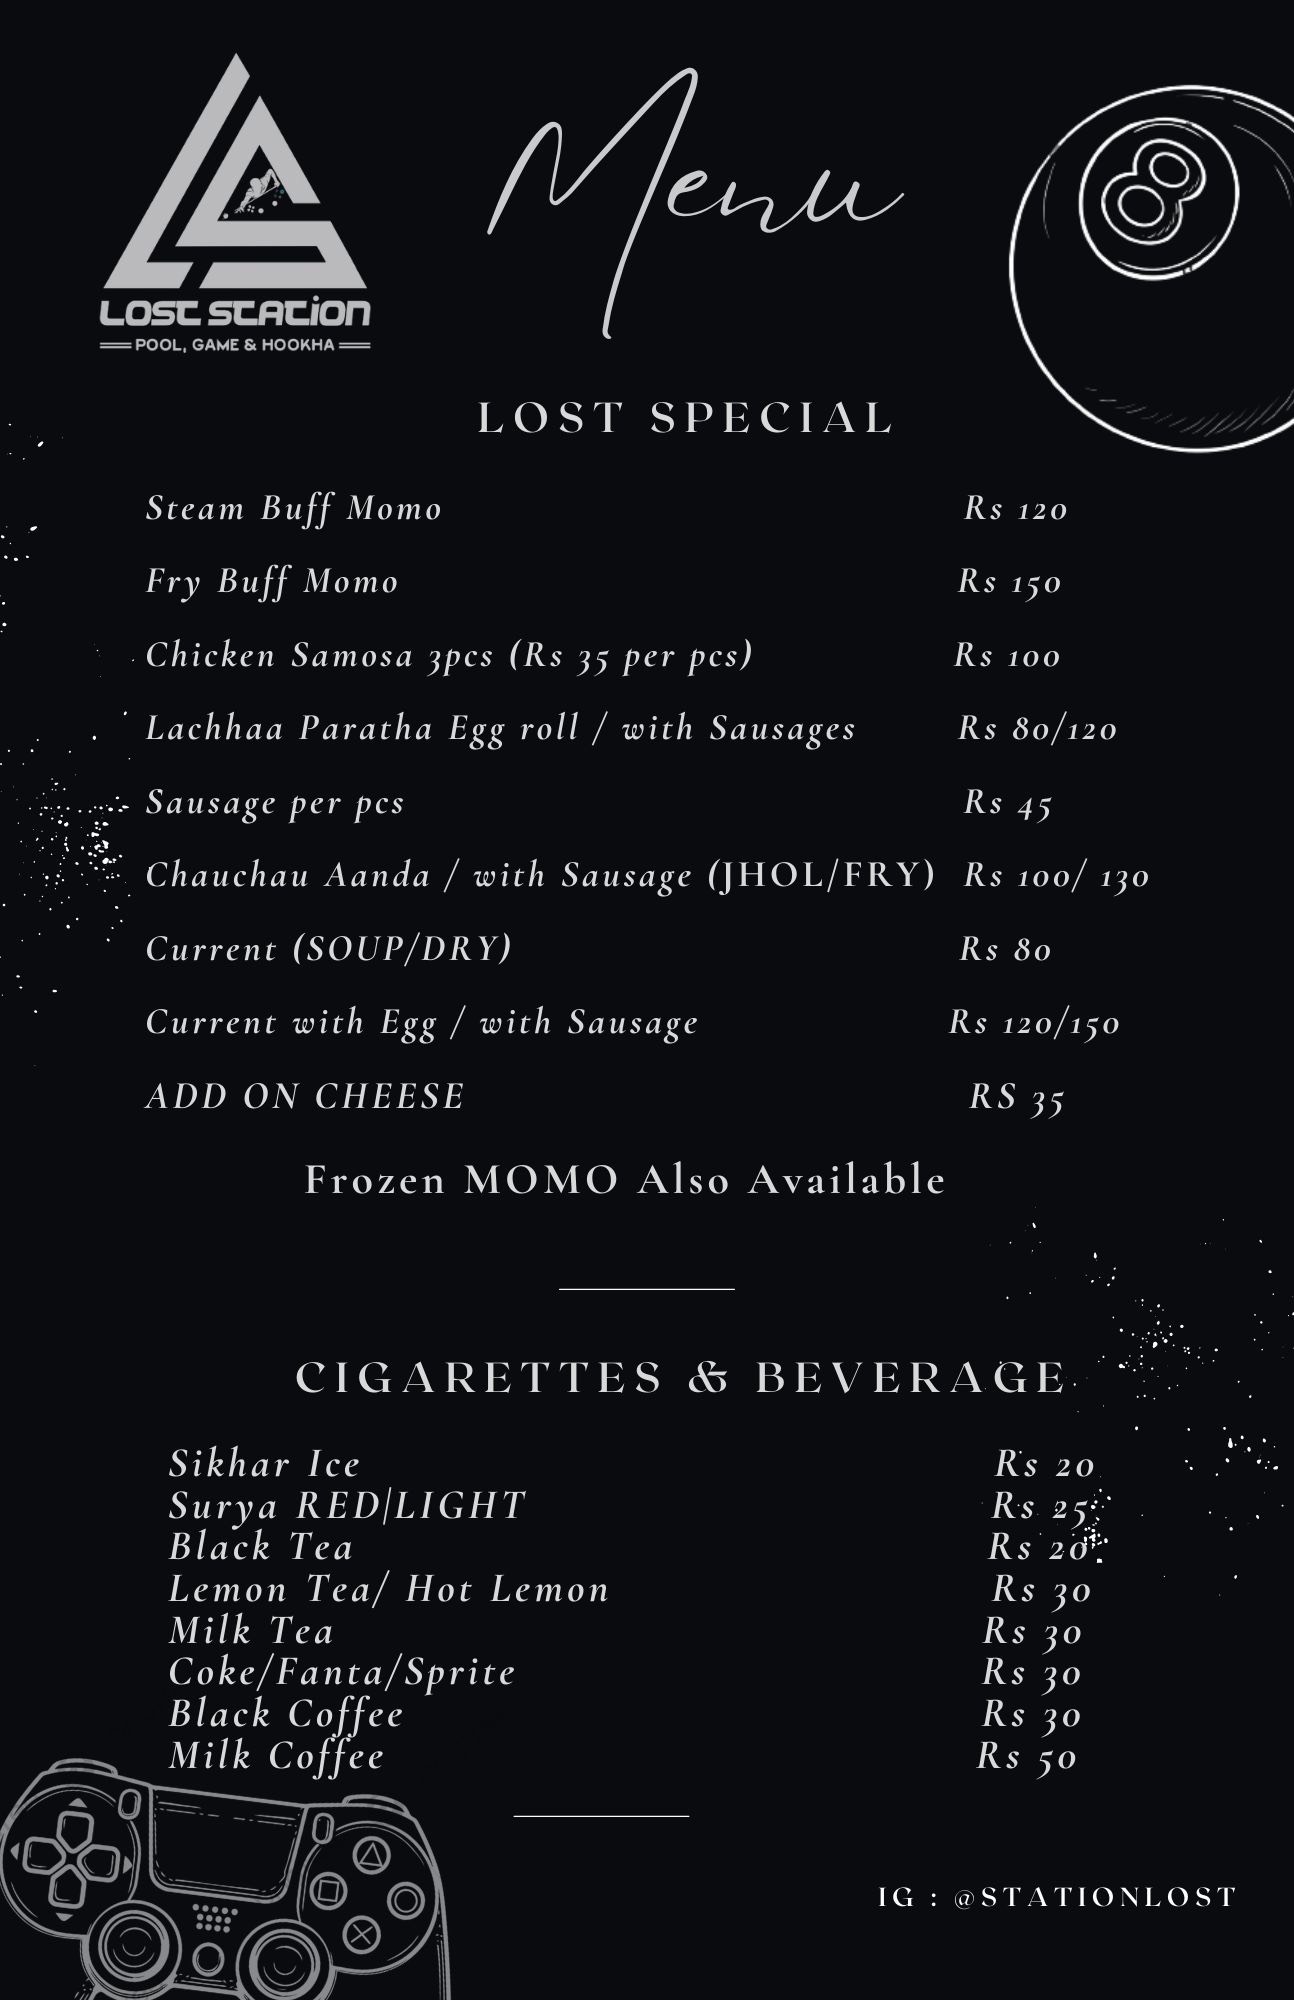 LOST STATION
POOL, GAME & HOOKHA
Menu
8
LOST SPECIAL
Steam Buff Momo Rs 120
Fry Buff Momo Rs 150
Chicken Samosa 3pcs (Rs 35 per pcs) Rs 100
Lachhaa Paratha Egg roll / with Sausages Rs 80/120
Sausage per pcs Rs 45
Chauchau Aanda / with Sausage (JHOL/FRY) Rs 100/ 130
Current (SOUP/DRY) Rs 80
Current with Egg / with Sausage Rs 120/150
ADD ON CHEESE RS 35
Frozen MOMO Also Available
CIGARETTES & BEVERAGE
Sikhar Ice Rs 20
Surya RED|LIGHT Rs 25
Black Tea Rs 20
Lemon Tea/ Hot Lemon Rs 30
Milk Tea Rs 30
Coke/Fanta/Sprite Rs 30
Black Coffee Rs 30
Milk Coffee Rs 50
IG : @STATIONLOST